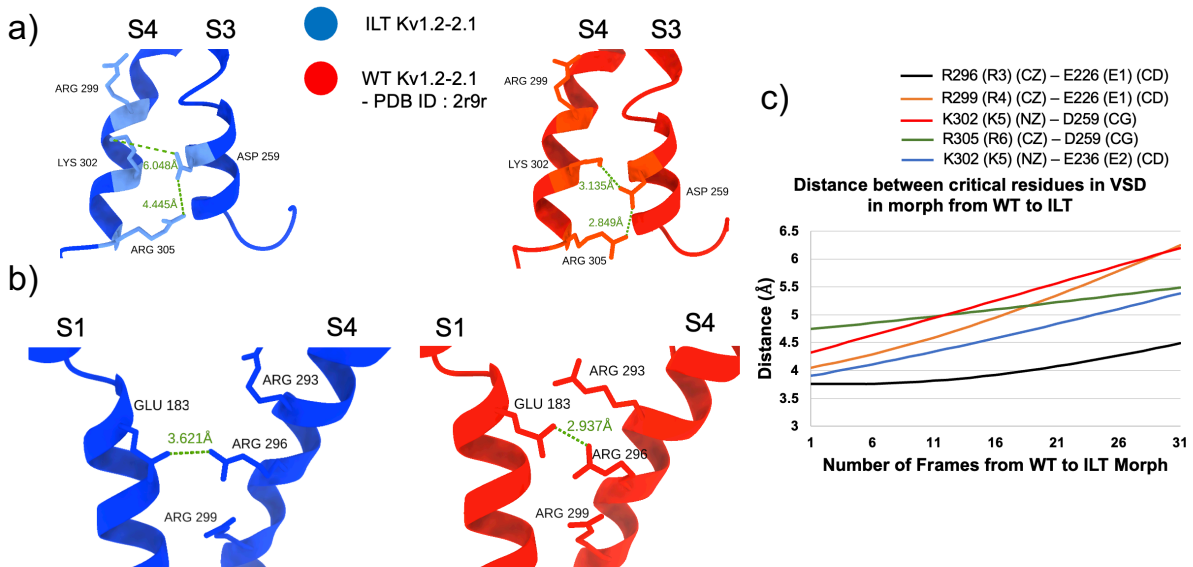 a)
S4
S3
ARG 299
LYS 302
6.048Å
ASP 259
4.445Å
ARG 305
ILT Kv1.2-2.1
WT Kv1.2-2.1
- PDB ID : 2r9r
S4
S3
ARG 299
LYS 302
3.135Å
ASP 259
2.849Å
ARG 305
b)
S1
S4
ARG 293
GLU 183
3.621Å
ARG 296
ARG 299
S1
S4
ARG 293
GLU 183
2.937Å
ARG 296
ARG 299
c)
R296 (R3) (CZ) – E226 (E1) (CD)
R299 (R4) (CZ) – E226 (E1) (CD)
K302 (K5) (NZ) – D259 (CG)
R305 (R6) (CZ) – D259 (CG)
K302 (K5) (NZ) – E236 (E2) (CD)
Distance between critical residues in VSD
in morph from WT to ILT
Distance (Å)
6.5
6
5.5
5
4.5
4
3.5
3
1 6 11 16 21 26 31
Number of Frames from WT to ILT Morph